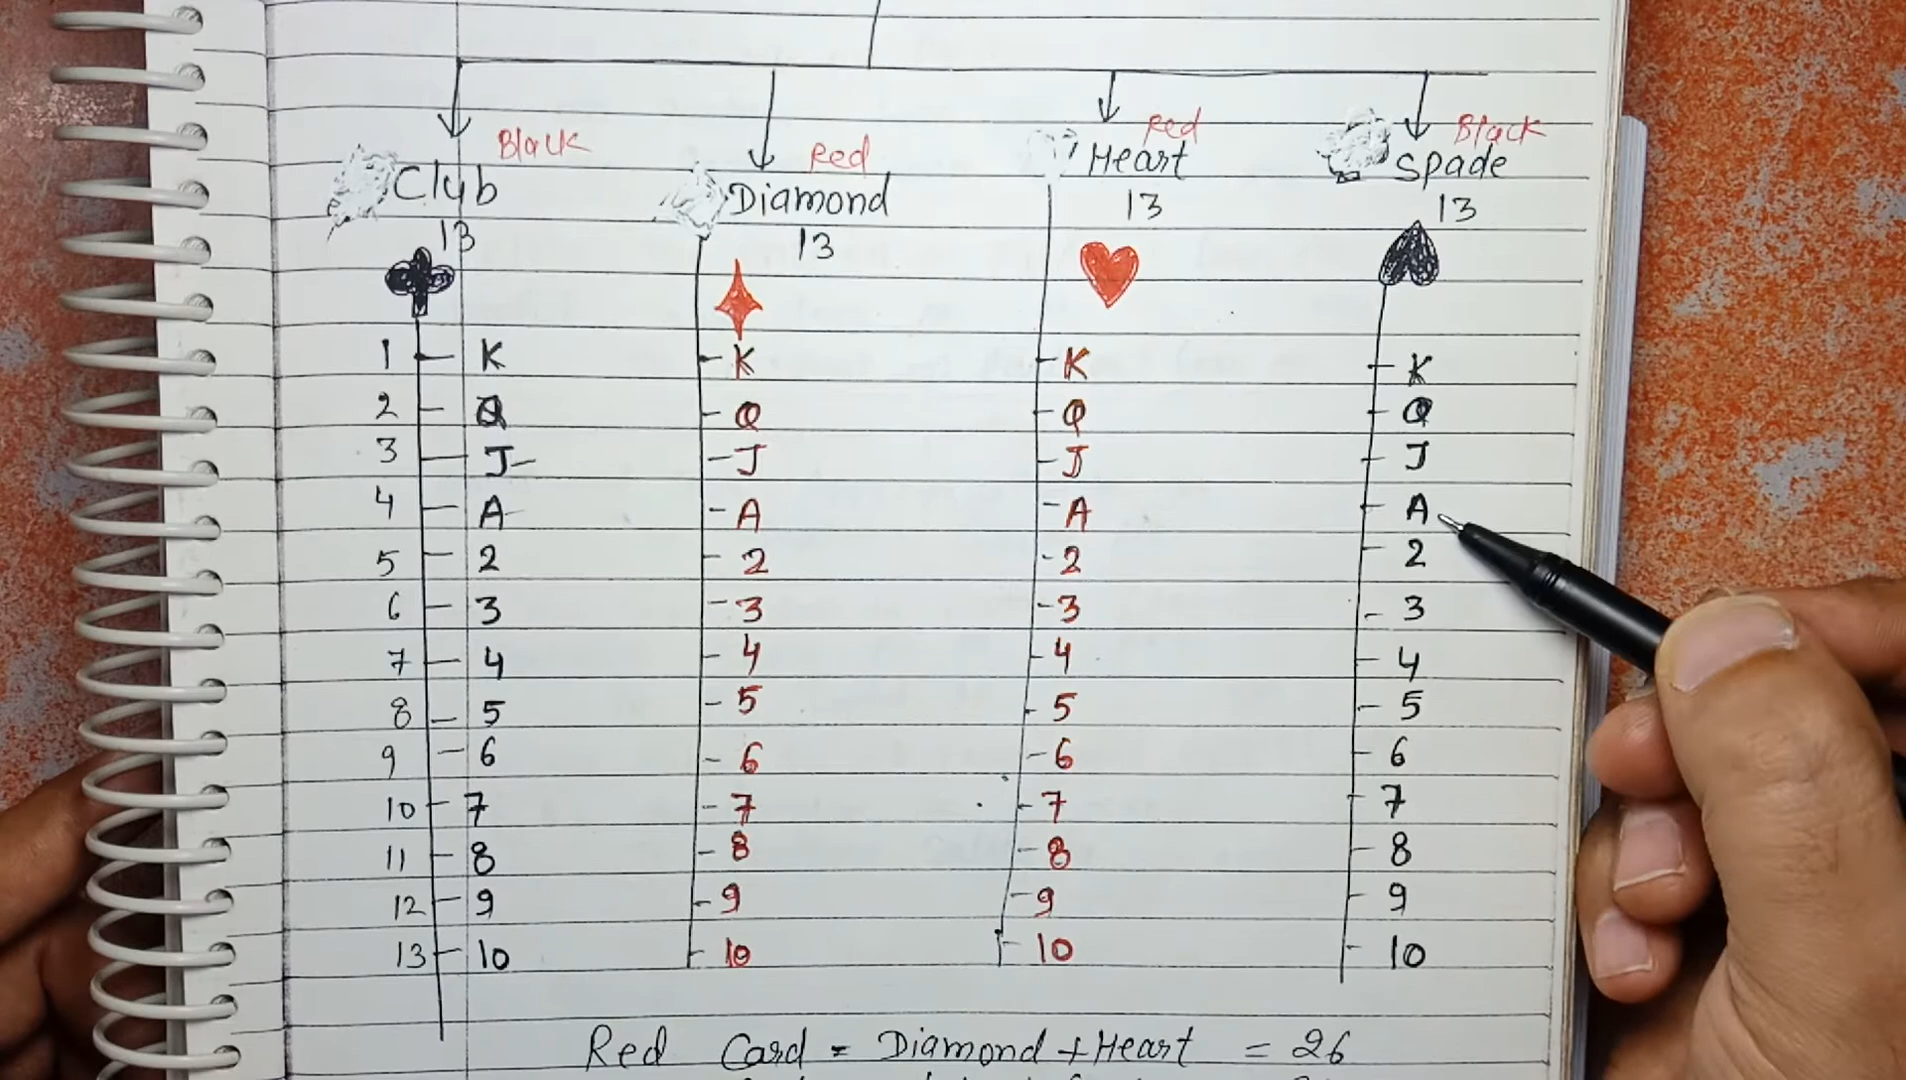 Black Red Red Black
Club Diamond Heart Spade
13 13 13 13
1 K K K K
2 Q Q Q Q
3 J J J J
4 A A A A
5 2 2 2 2
6 3 3 3 3
7 4 4 4 4
8 5 5 5 5
9 6 6 6 6
10 7 7 7 7
11 8 8 8 8
12 9 9 9 9
13 10 10 10 10
Red Card = Diamond + Heart = 26